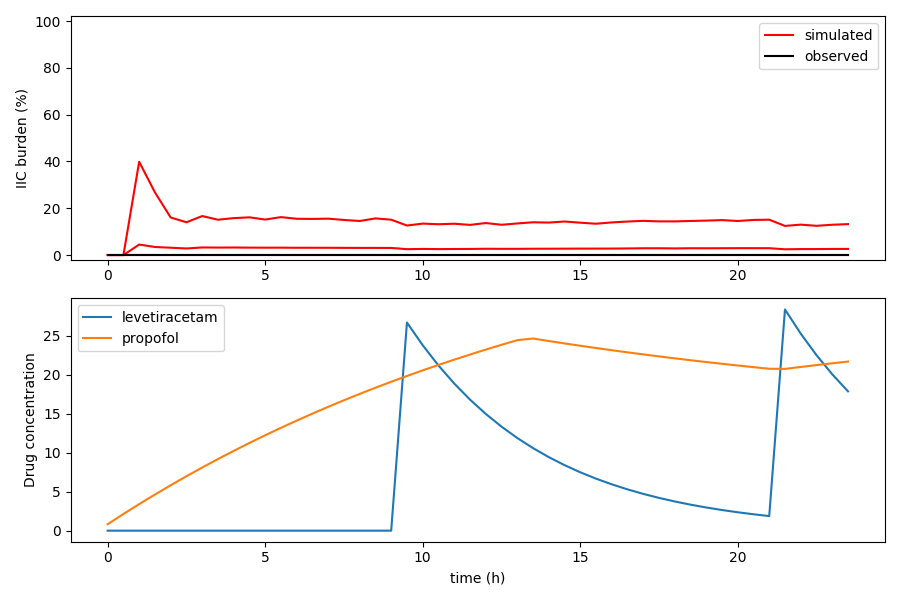 100
80
60
40
20
0
IIC burden (%)
simulated
observed
0 5 10 15 20
25
20
15
10
5
0
Drug concentration
levetiracetam
propofol
0 5 10 15 20
time (h)